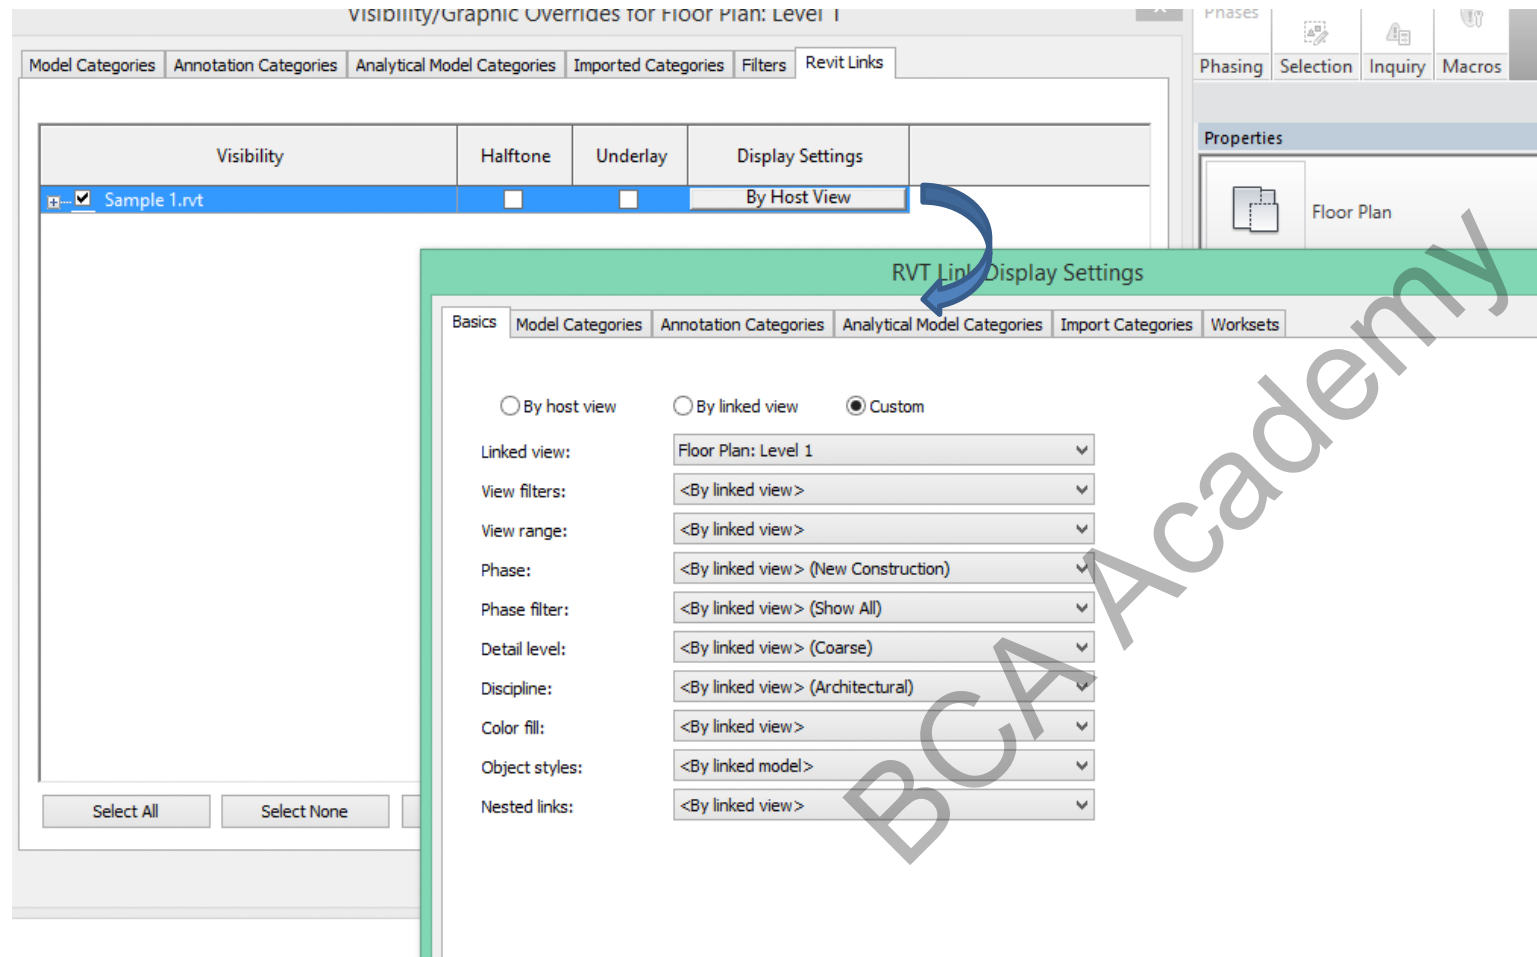 Visibility/Graphic Overrides for Floor Plan: Level 1
Phases
Model Categories Annotation Categories Analytical Model Categories Imported Categories Filters Revit Links
Phasing Selection Inquiry Macros
Properties
Visibility Halftone Underlay Display Settings
Sample 1.rvt By Host View
Floor Plan
RVT Link Display Settings
Basics Model Categories Annotation Categories Analytical Model Categories Import Categories Worksets
By host view By linked view Custom
Linked view: Floor Plan: Level 1
View filters: <By linked view>
View range: <By linked view>
Phase: <By linked view> (New Construction)
Phase filter: <By linked view> (Show All)
Detail level: <By linked view> (Coarse)
Discipline: <By linked view> (Architectural)
Color fill: <By linked view>
Object styles: <By linked model>
Nested links: <By linked view>
Select All Select None
BCA Academy